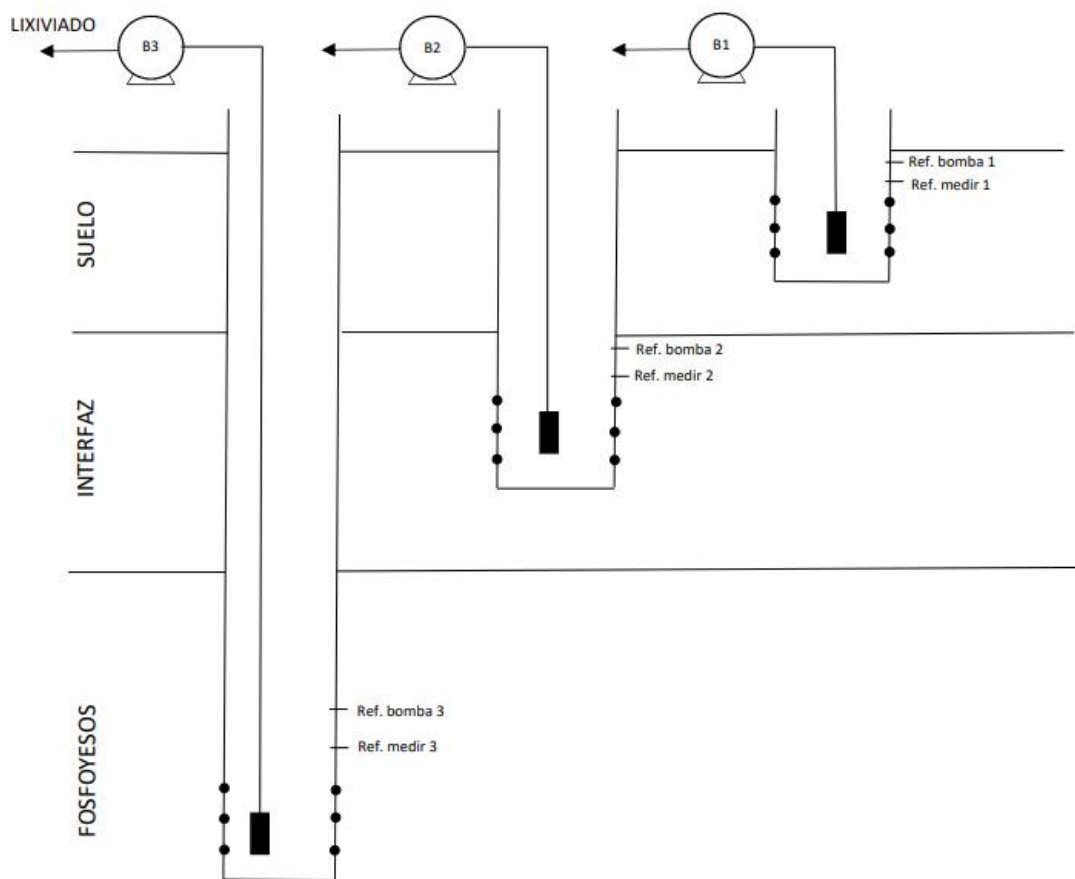 LIXIVIADO
B3
B2
B1
Ref. bomba 1
Ref. medir 1
SUELO
Ref. bomba 2
Ref. medir 2
INTERFAZ
Ref. bomba 3
Ref. medir 3
FOSFOYESOS